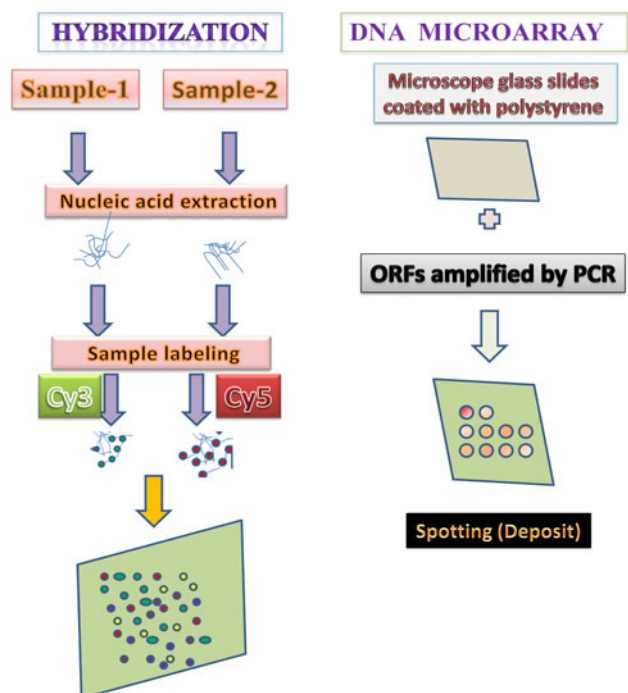 HYBRIDIZATION
Sample-1
Sample-2
Nucleic acid extraction
Sample labeling
Cy3
Cy5
DNA MICROARRAY
Microscope glass slides
coated with polystyrene
ORFs amplified by PCR
Spotting (Deposit)